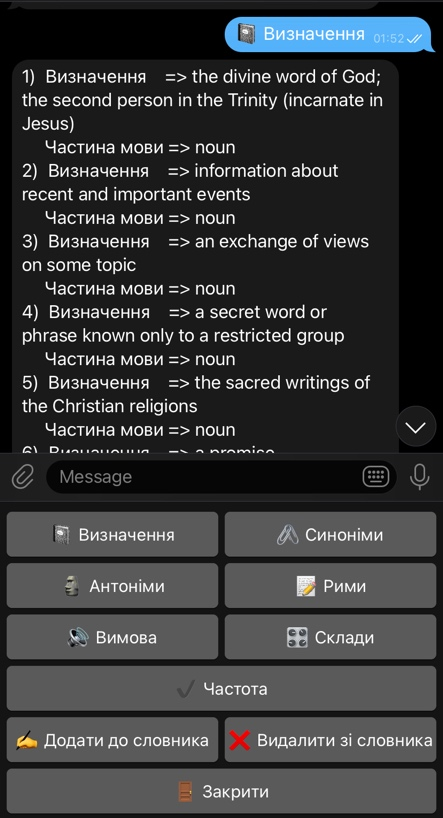 📓 Визначення 01:52
1) Визначення => the divine word of God;
the second person in the Trinity (incarnate in
Jesus)
Частина мови => noun
2) Визначення => information about
recent and important events
Частина мови => noun
3) Визначення => an exchange of views
on some topic
Частина мови => noun
4) Визначення => a secret word or
phrase known only to a restricted group
Частина мови => noun
5) Визначення => the sacred writings of
the Christian religions
Частина мови => noun
6) Визначення => a promise
Message
📓 Визначення
🖇 Синоніми
🗿 Антоніми
📝 Рими
🔊 Вимова
🎛 Склади
✔️ Частота
✍️ Додати до словника
❌ Видалити зі словника
🚪 Закрити